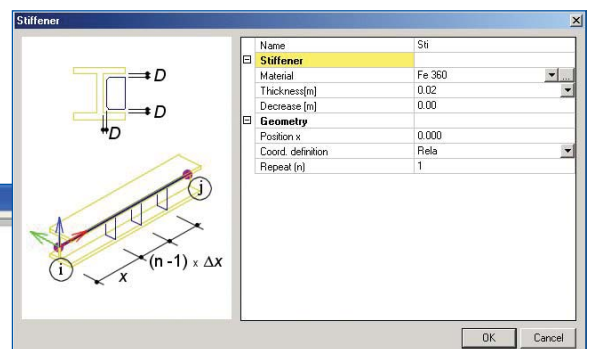 Stiffener
D
D
D
i
j
x
(n -1) x Δx
Name Sti
Stiffener
Material Fe 360 ...
Thickness[m] 0.02
Decrease [m] 0.00
Geometry
Position x 0.000
Coord. definition Rela
Repeat (n) 1
OK Cancel